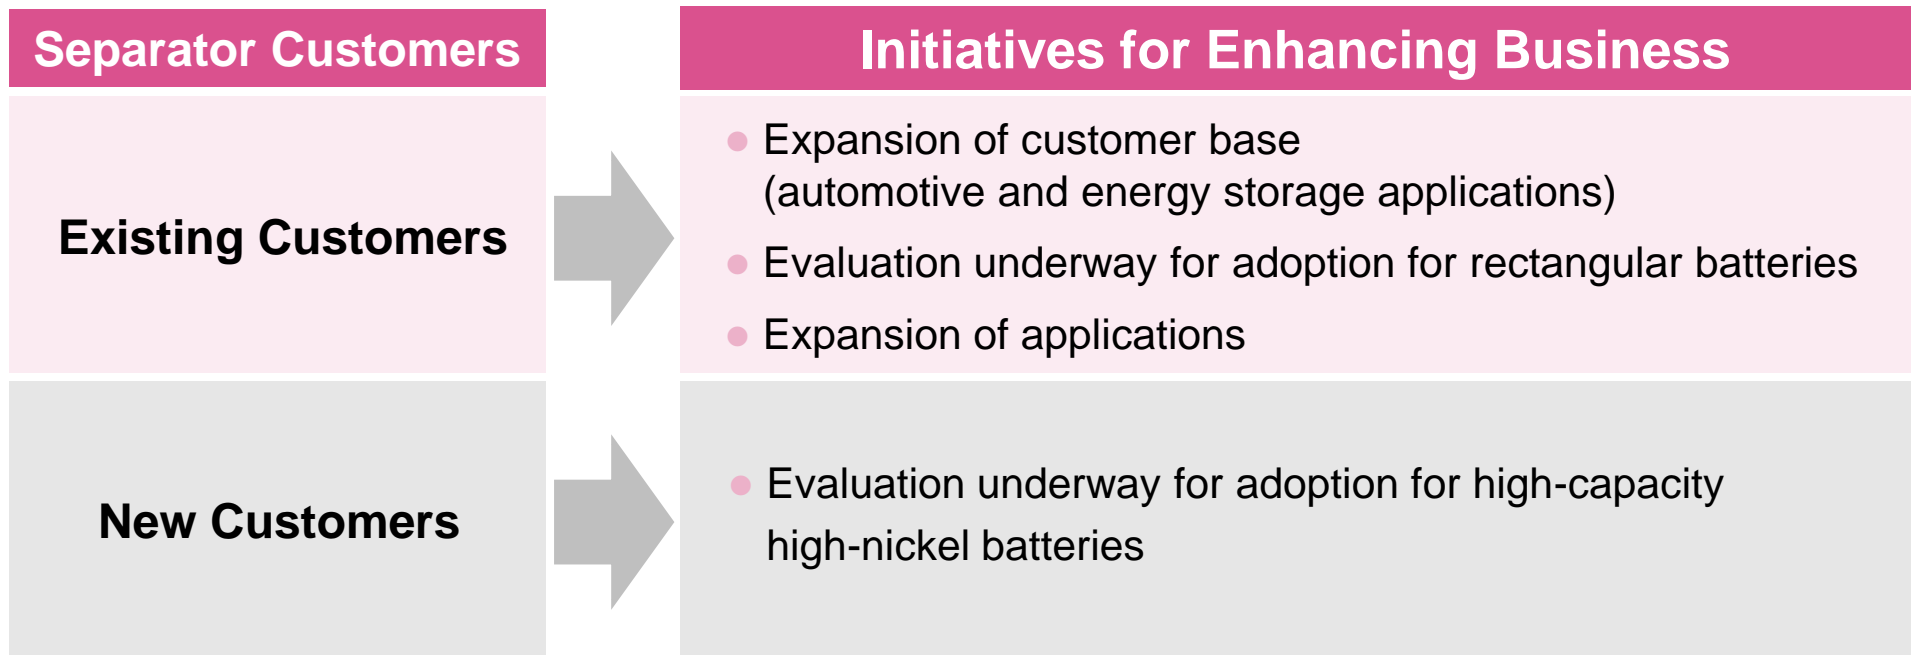 Separator Customers
Initiatives for Enhancing Business
Existing Customers
● Expansion of customer base
(automotive and energy storage applications)
● Evaluation underway for adoption for rectangular batteries
● Expansion of applications
New Customers
● Evaluation underway for adoption for high-capacity
high-nickel batteries